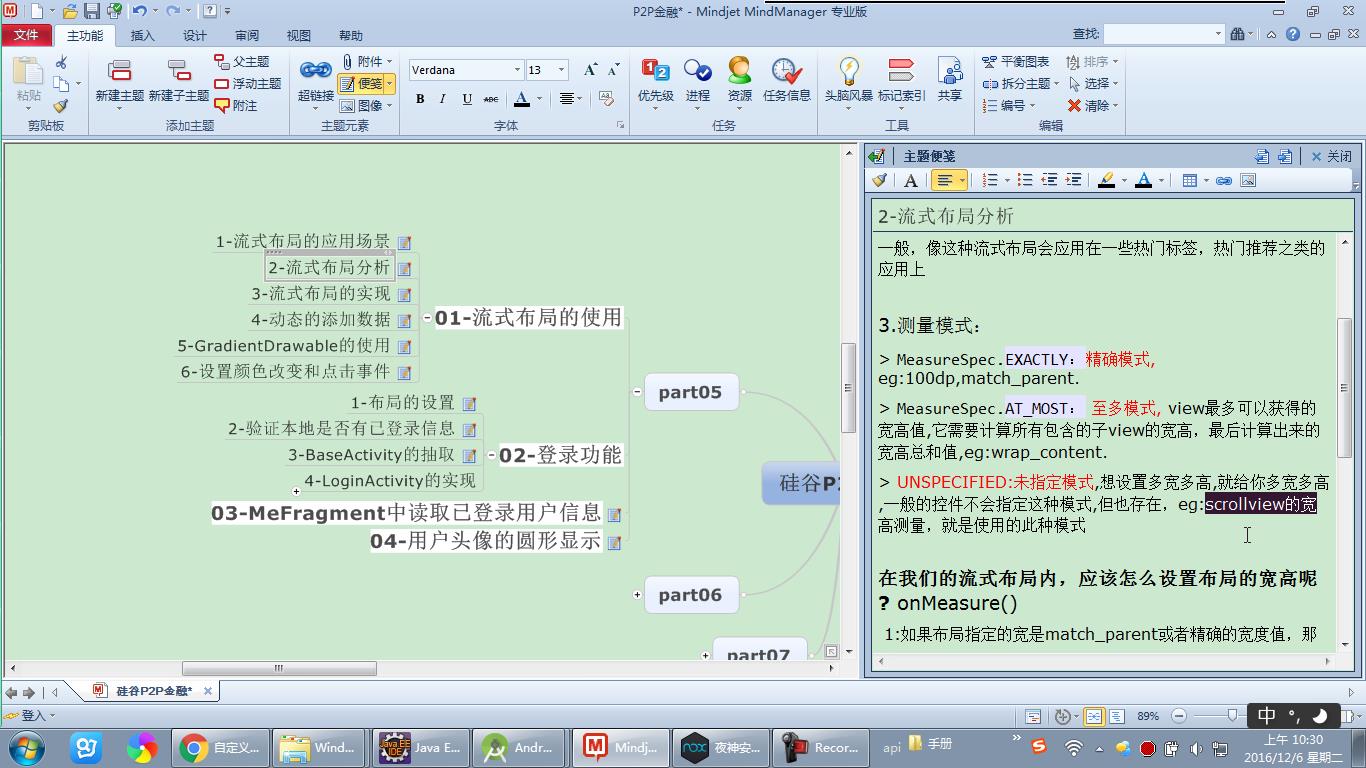 P2P金融* - Mindjet MindManager 专业版
文件 主功能 插入 设计 审阅 视图 帮助 查找:
粘贴 新建主题 新建子主题 父主题 浮动主题 附注 超链接 附件 便笺 图像 Verdana 13 优先级 进程 资源 任务信息 头脑风暴 标记索引 共享 平衡图表 拆分主题 编号 排序 选择 清除
B I U ABC A
剪贴板 添加主题 主题元素 字体 任务 工具 编辑
1-流式布局的应用场景
2-流式布局分析
3-流式布局的实现
4-动态的添加数据
5-GradientDrawable的使用
6-设置颜色改变和点击事件
01-流式布局的使用
1-布局的设置
2-验证本地是否有已登录信息
3-BaseActivity的抽取
4-LoginActivity的实现
02-登录功能
03-MeFragment中读取已登录用户信息
04-用户头像的圆形显示
part05
硅谷P2
part06
part07
主题便笺 关闭
2-流式布局分析
一般，像这种流式布局会应用在一些热门标签，热门推荐之类的
应用上
3.测量模式：
> MeasureSpec.EXACTLY：精确模式,
eg:100dp,match_parent.
> MeasureSpec.AT_MOST： 至多模式, view最多可以获得的
宽高值,它需要计算所有包含的子view的宽高，最后计算出来的
宽高总和值,eg:wrap_content.
> UNSPECIFIED:未指定模式,想设置多宽多高,就给你多宽多高
,一般的控件不会指定这种模式,但也存在，eg:scrollview的宽
高测量，就是使用的此种模式
在我们的流式布局内，应该怎么设置布局的宽高呢
? onMeasure()
1:如果布局指定的宽是match_parent或者精确的宽度值，那
硅谷P2P金融*
登入 89% 中
自定义... Wind... Java E... Andr... Mindj... 夜神安... Recor... api 手册
上午 10:30
2016/12/6 星期二